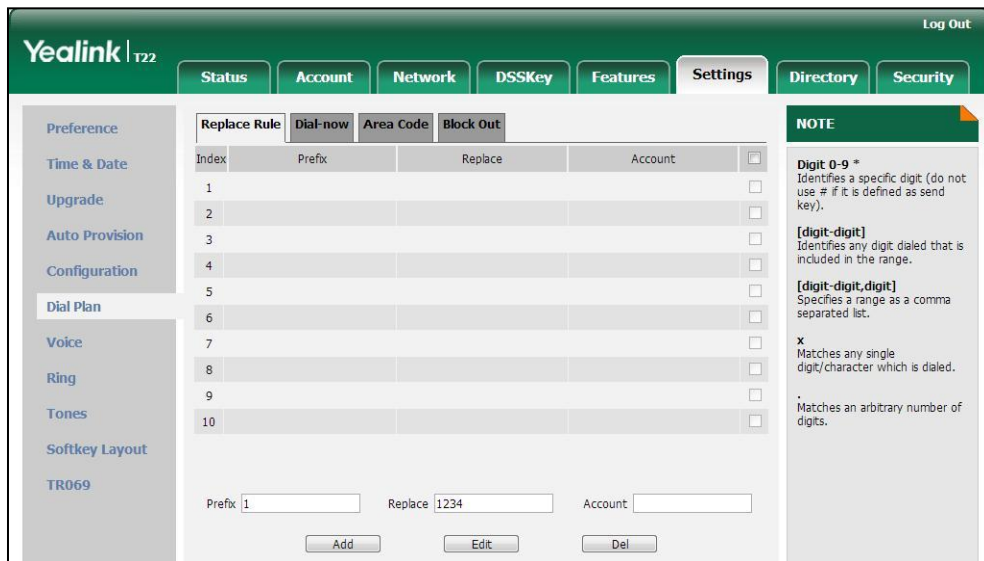 Log Out
Yealink | T22
Status Account Network DSSKey Features Settings Directory Security
Preference
Time & Date
Upgrade
Auto Provision
Configuration
Dial Plan
Voice
Ring
Tones
Softkey Layout
TR069
Replace Rule Dial-now Area Code Block Out
Index Prefix Replace Account
1
2
3
4
5
6
7
8
9
10
Prefix 1 Replace 1234 Account
Add Edit Del
NOTE
Digit 0-9 *
Identifies a specific digit (do not
use # if it is defined as send
key).
[digit-digit]
Identifies any digit dialed that is
included in the range.
[digit-digit,digit]
Specifies a range as a comma
separated list.
x
Matches any single
digit/character which is dialed.
.
Matches an arbitrary number of
digits.